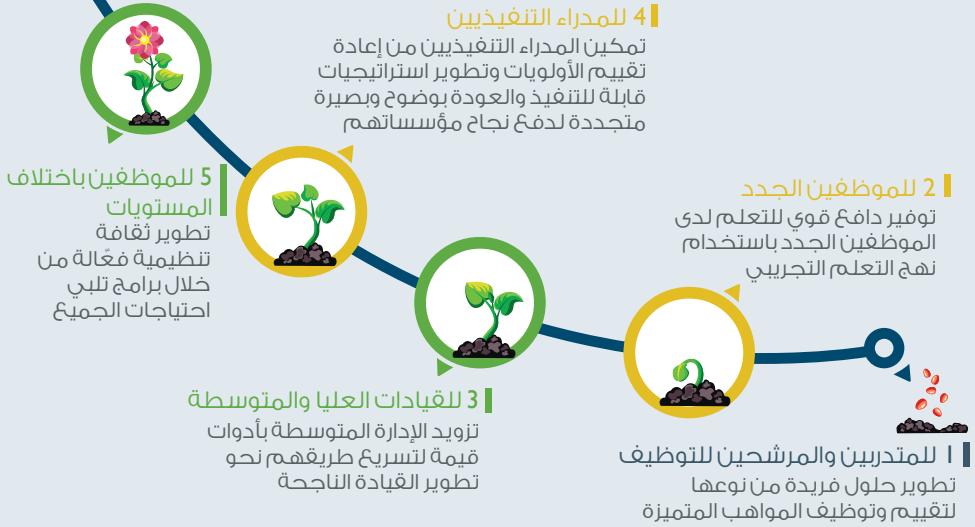 4 للمدراء التنفيذيين
تمكين المدراء التنفيذيين من إعادة
تقييم الأولويات وتطوير استراتيجيات
قابلة للتنفيذ والعودة بوضوح وبصيرة
متجددة لدفع نجاح مؤسساتهم
5 للموظفين باختلاف
المستويات
تطوير ثقافة
تنظيمية فعّالة من
خلال برامج تلبي
احتياجات الجميع
2 للموظفين الجدد
توفير دافع قوي للتعلم لدى
الموظفين الجدد باستخدام
نهج التعلم التجريبي
3 للقيادات العليا والمتوسطة
تزويد الإدارة المتوسطة بأدوات
قيمة لتسريع طريقهم نحو
تطوير القيادة الناجحة
1 للمتدربين والمرشحين للتوظيف
تطوير حلول فريدة من نوعها
لتقييم وتوظيف المواهب المتميزة